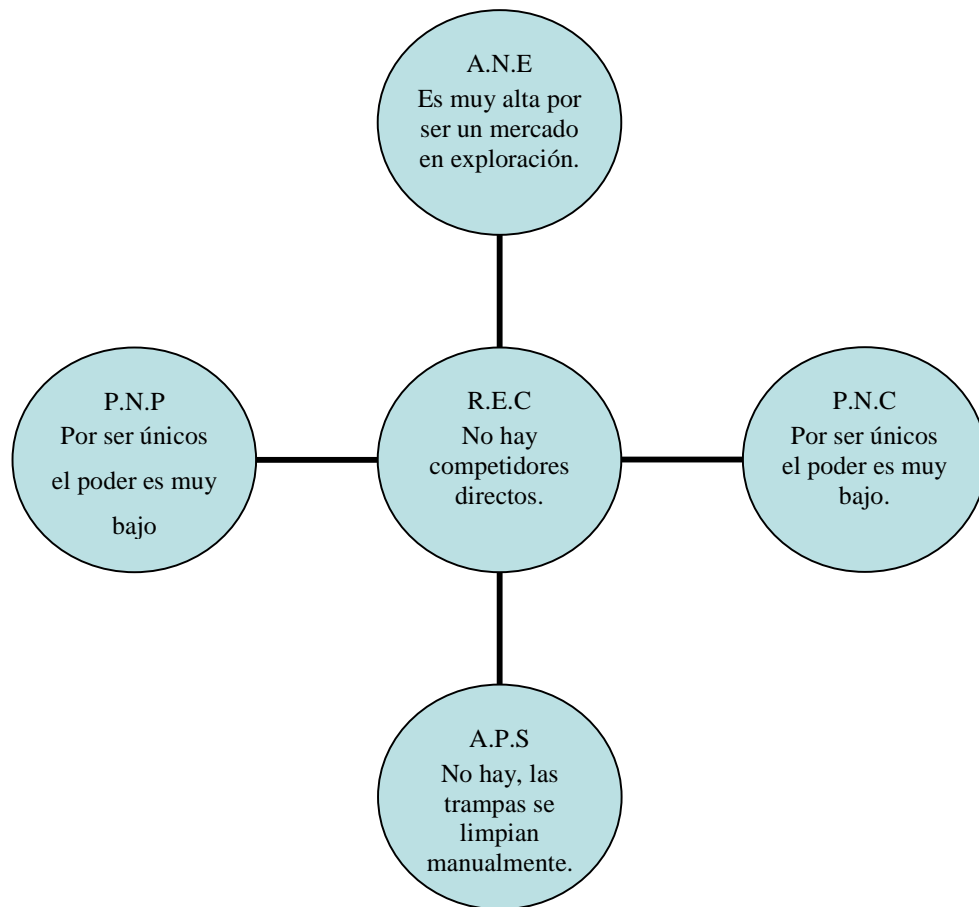 A.N.E
Es muy alta por
ser un mercado
en exploración.
P.N.P
Por ser únicos
el poder es muy
bajo
R.E.C
No hay
competidores
directos.
P.N.C
Por ser únicos
el poder es muy
bajo.
A.P.S
No hay, las
trampas se
limpian
manualmente.